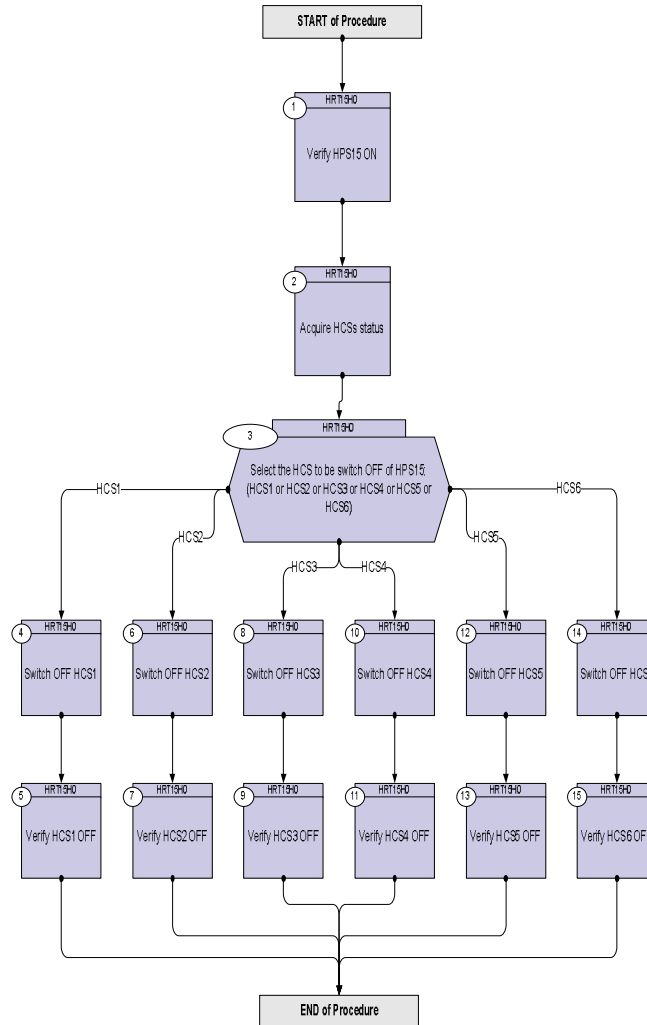 START of Procedure
HRT15H0
1
Verify HPS15 ON
HRT15H0
2
Acquire HCSs status
HRT15H0
3
Select the HCS to be switch OFF of HPS15;
(HCS1 or HCS2 or HCS3 or HCS4 or HCS5 or
HCS6)
HCS1
HCS2
HCS3
HCS4
HCS5
HCS6
HRT15H0
4
Switch OFF HCS1
HRT15H0
6
Switch OFF HCS2
HRT15H0
8
Switch OFF HCS3
HRT15H0
10
Switch OFF HCS4
HRT15H0
12
Switch OFF HCS5
HRT15H0
14
Switch OFF HCS
HRT15H0
5
Verify HCS1 OFF
HRT15H0
7
Verify HCS2 OFF
HRT15H0
9
Verify HCS3 OFF
HRT15H0
11
Verify HCS4 OFF
HRT15H0
13
Verify HCS5 OFF
HRT15H0
15
Verify HCS6 OF
END of Procedure